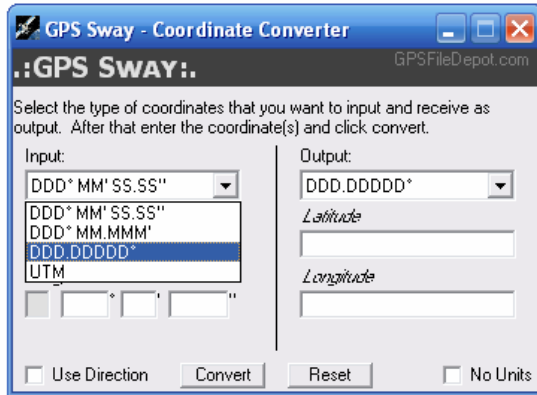 GPS Sway - Coordinate Converter
.:GPS SWAY:.
GPSFileDepot.com
Select the type of coordinates that you want to input and receive as
output. After that enter the coordinate(s) and click convert.
Input:
DDD° MM' SS.SS''
DDD° MM' SS.SS''
DDD° MM.MMM'
DDD.DDDDD°
UTM
° ' ''
Output:
DDD.DDDDD°
Latitude
Longitude
Use Direction
Convert
Reset
No Units